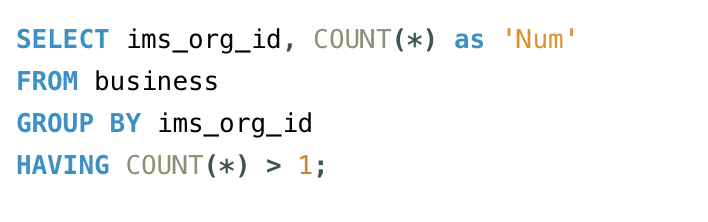 SELECT ims_org_id, COUNT(*) as 'Num'
FROM business
GROUP BY ims_org_id
HAVING COUNT(*) > 1;